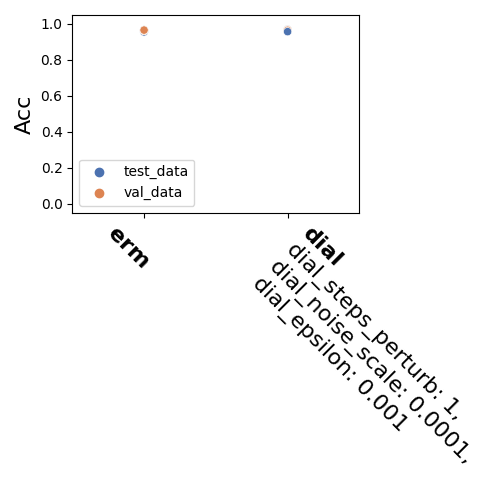 1.0
0.8
0.6
0.4
0.2
0.0
Acc
test_data
val_data
erm
dial
dial_steps_perturb: 1,
dial_noise_scale: 0.0001,
dial_epsilon: 0.001